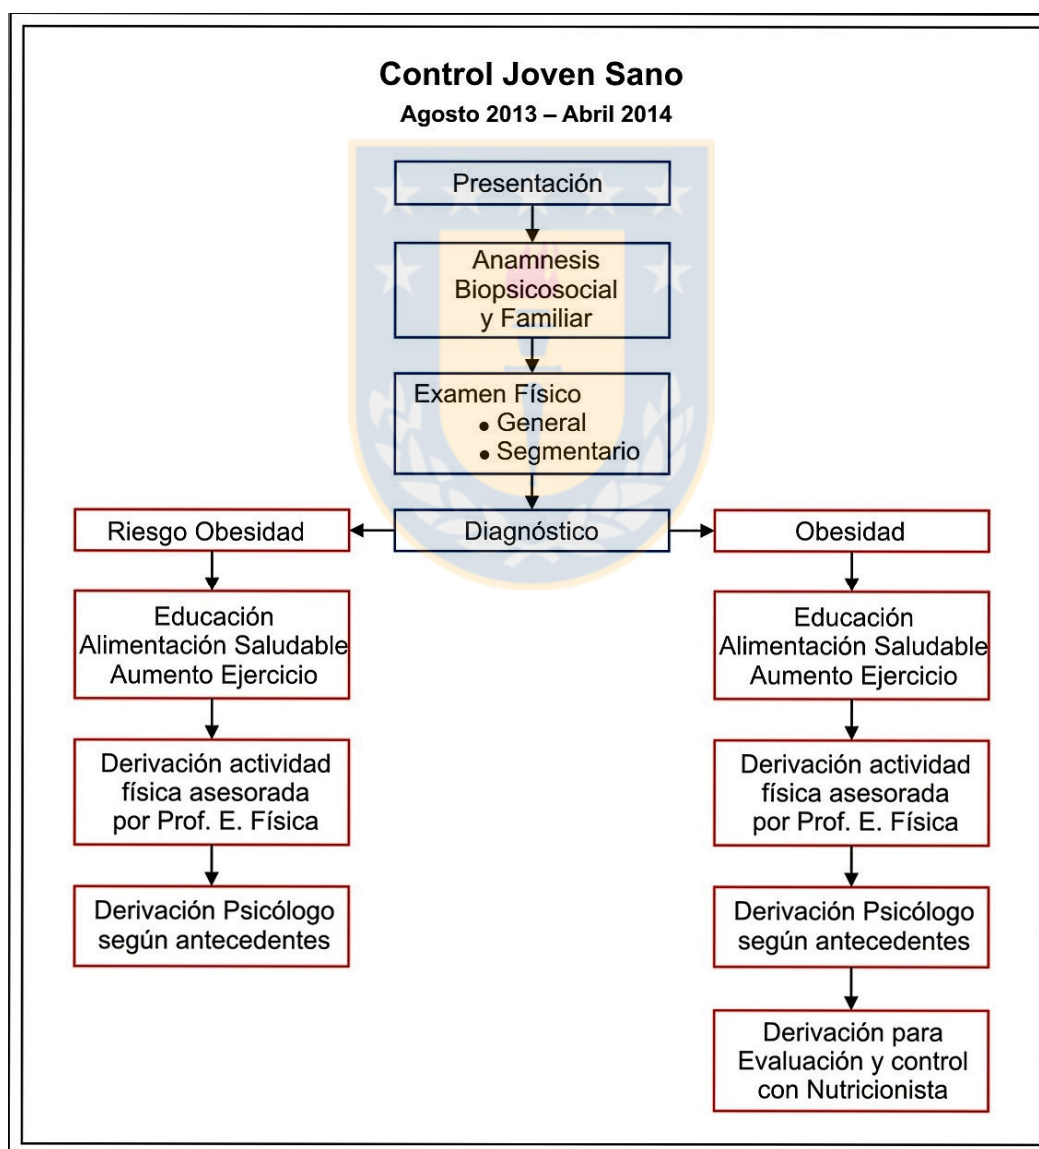 Control Joven Sano
Agosto 2013 – Abril 2014
Presentación
Anamnesis
Biopsicosocial
y Familiar
Examen Físico
• General
• Segmentario
Riesgo Obesidad
Diagnóstico
Obesidad
Educación
Alimentación Saludable
Aumento Ejercicio
Derivación actividad
física asesorada
por Prof. E. Física
Derivación Psicólogo
según antecedentes
Educación
Alimentación Saludable
Aumento Ejercicio
Derivación actividad
física asesorada
por Prof. E. Física
Derivación Psicólogo
según antecedentes
Derivación para
Evaluación y control
con Nutricionista